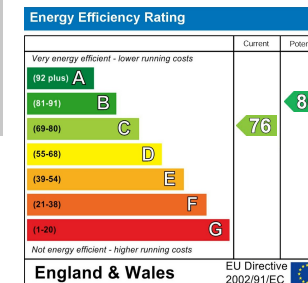 Energy Efficiency Rating
Current
Very energy efficient - lower running costs
(92 plus) A
(81-91) B
(69-80) C
76
(55-68) D
(39-54) E
(21-38) F
(1-20) G
Not energy efficient - higher running costs
England & Wales
EU Directive
2002/91/EC